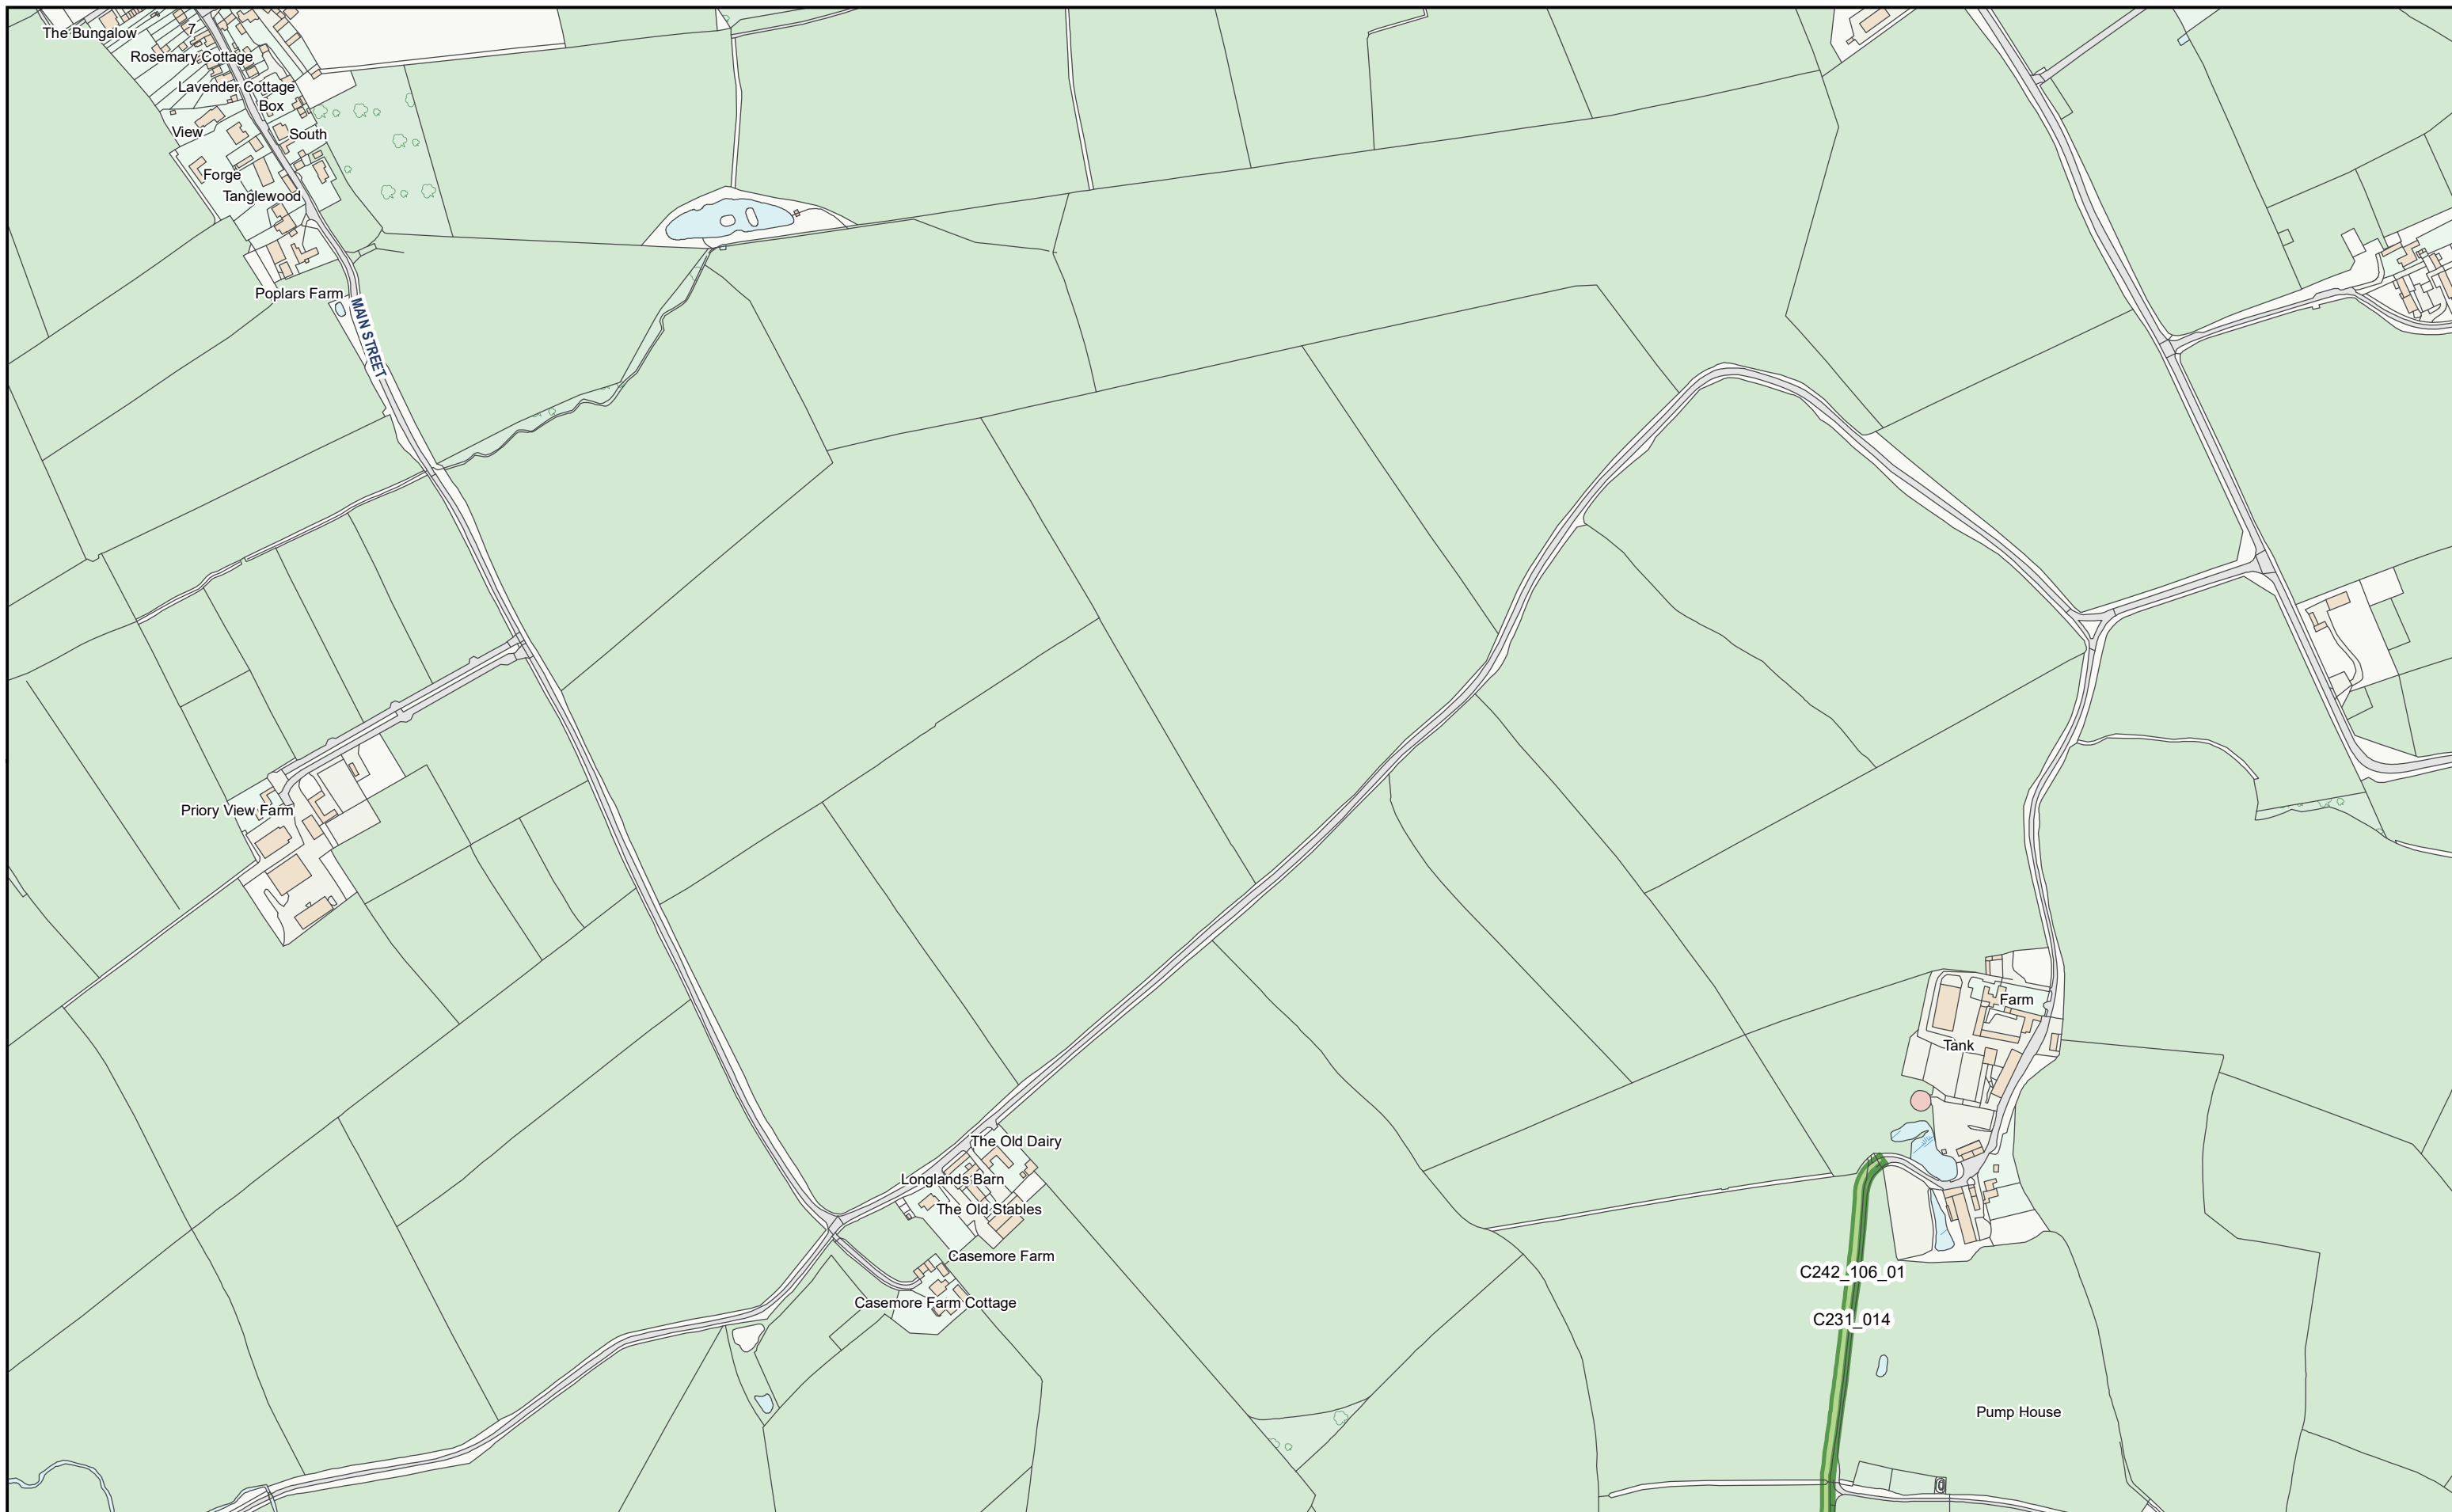 The Bungalow
7
Rosemary Cottage
Lavender Cottage
Box
View
South
Forge
Tanglewood
Poplars Farm
MAIN STREET
Priory View Farm
Farm
Tank
The Old Dairy
Longlands Barn
The Old Stables
Casemore Farm
C242_106_01
Casemore Farm Cottage
C231_014
Pump House